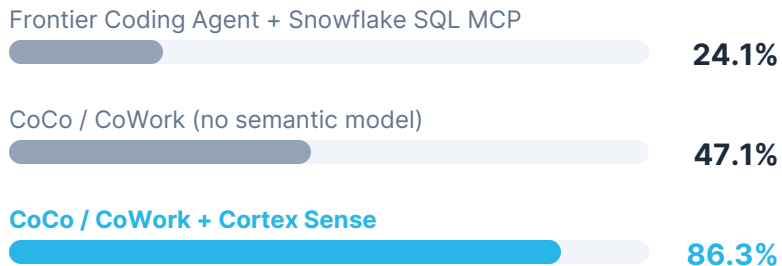 Frontier Coding Agent + Snowflake SQL MCP
24.1%
CoCo / CoWork (no semantic model)
47.1%
CoCo / CoWork + Cortex Sense
86.3%